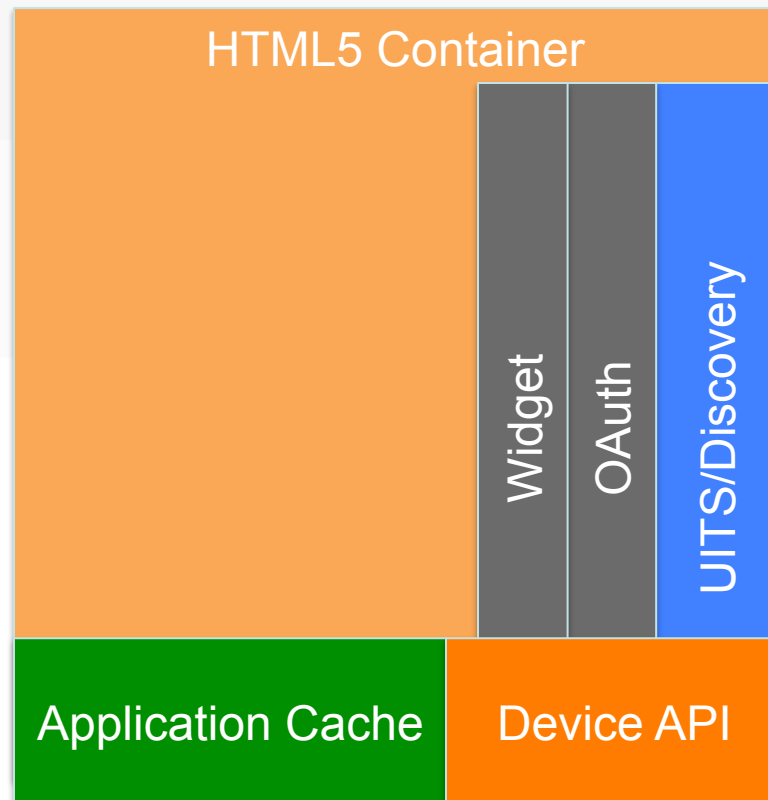 HTML5 Container
Widget
OAuth
UITS/Discovery
Application Cache
Device API